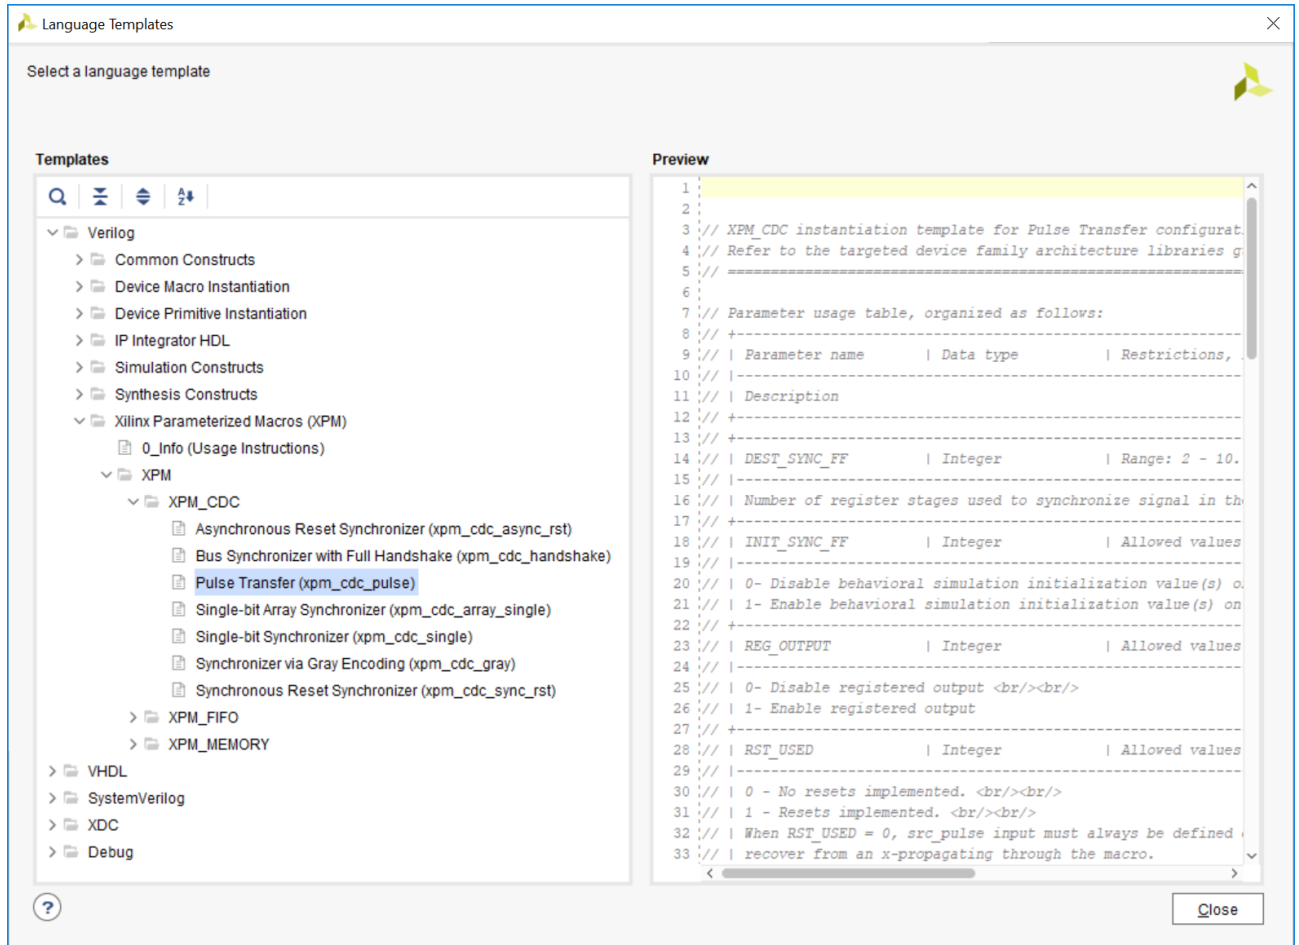 Language Templates
Select a language template
Templates
Verilog
Common Constructs
Device Macro Instantiation
Device Primitive Instantiation
IP Integrator HDL
Simulation Constructs
Synthesis Constructs
Xilinx Parameterized Macros (XPM)
0_Info (Usage Instructions)
XPM
XPM_CDC
Asynchronous Reset Synchronizer (xpm_cdc_async_rst)
Bus Synchronizer with Full Handshake (xpm_cdc_handshake)
Pulse Transfer (xpm_cdc_pulse)
Single-bit Array Synchronizer (xpm_cdc_array_single)
Single-bit Synchronizer (xpm_cdc_single)
Synchronizer via Gray Encoding (xpm_cdc_gray)
Synchronous Reset Synchronizer (xpm_cdc_sync_rst)
XPM_FIFO
XPM_MEMORY
VHDL
SystemVerilog
XDC
Debug
Preview
1
2
3 // XPM_CDC instantiation template for Pulse Transfer configurat
4 // Refer to the targeted device family architecture libraries g
5 // ============================================================
6
7 // Parameter usage table, organized as follows:
8 // +-----------------------------------------------------------
9 // | Parameter name | Data type | Restrictions,
10 // |-----------------------------------------------------------
11 // | Description
12 // +-----------------------------------------------------------
13 // +-----------------------------------------------------------
14 // | DEST_SYNC_FF | Integer | Range: 2 - 10.
15 // |-----------------------------------------------------------
16 // | Number of register stages used to synchronize signal in th
17 // +-----------------------------------------------------------
18 // | INIT_SYNC_FF | Integer | Allowed values
19 // |-----------------------------------------------------------
20 // | 0- Disable behavioral simulation initialization value(s) o
21 // | 1- Enable behavioral simulation initialization value(s) on
22 // +-----------------------------------------------------------
23 // | REG_OUTPUT | Integer | Allowed values
24 // |-----------------------------------------------------------
25 // | 0- Disable registered output <br/><br/>
26 // | 1- Enable registered output
27 // +-----------------------------------------------------------
28 // | RST_USED | Integer | Allowed values
29 // |-----------------------------------------------------------
30 // | 0 - No resets implemented. <br/><br/>
31 // | 1 - Resets implemented. <br/><br/>
32 // | When RST_USED = 0, src_pulse input must always be defined
33 // | recover from an x-propagating through the macro.
?
Close